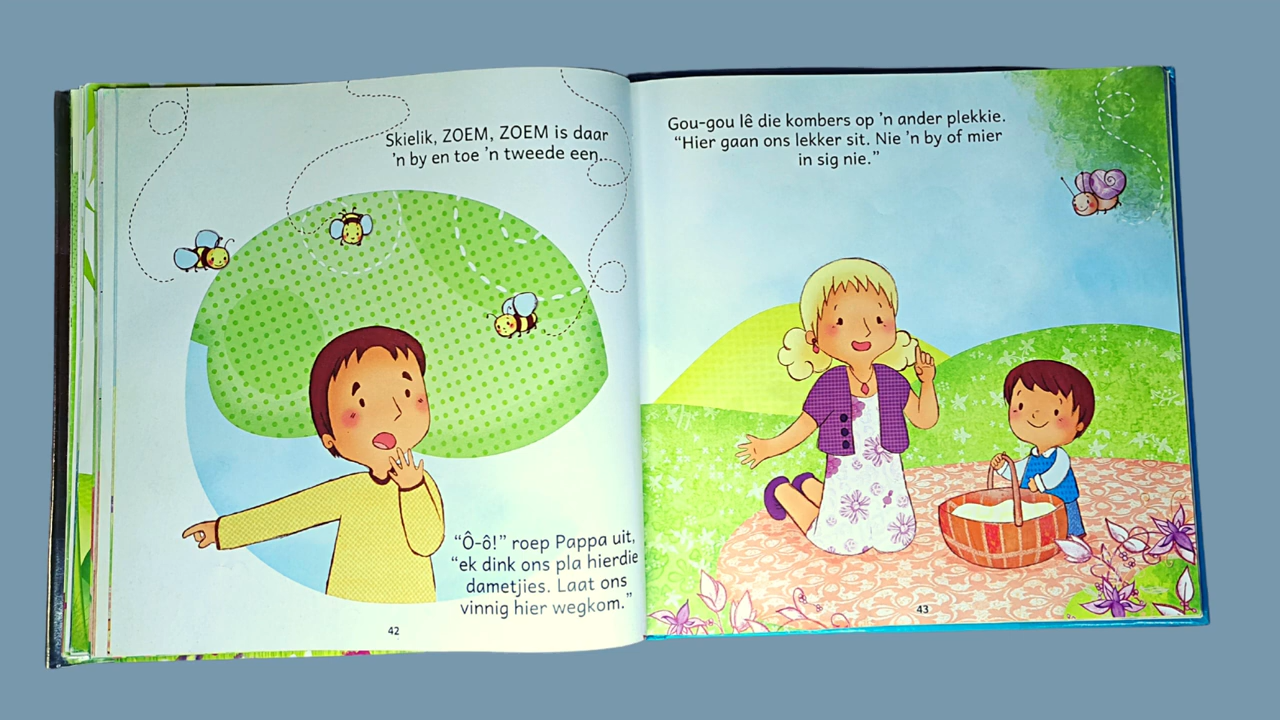 Skielik, ZOEM, ZOEM is daar
'n by en toe 'n tweede een.
"Ô-ô!" roep Pappa uit,
"ek dink ons pla hierdie
dametjies. Laat ons
vinnig hier wegkom."
42
Gou-gou lê die kombers op 'n ander plekkie.
"Hier gaan ons lekker sit. Nie 'n by of mier
in sig nie."
43